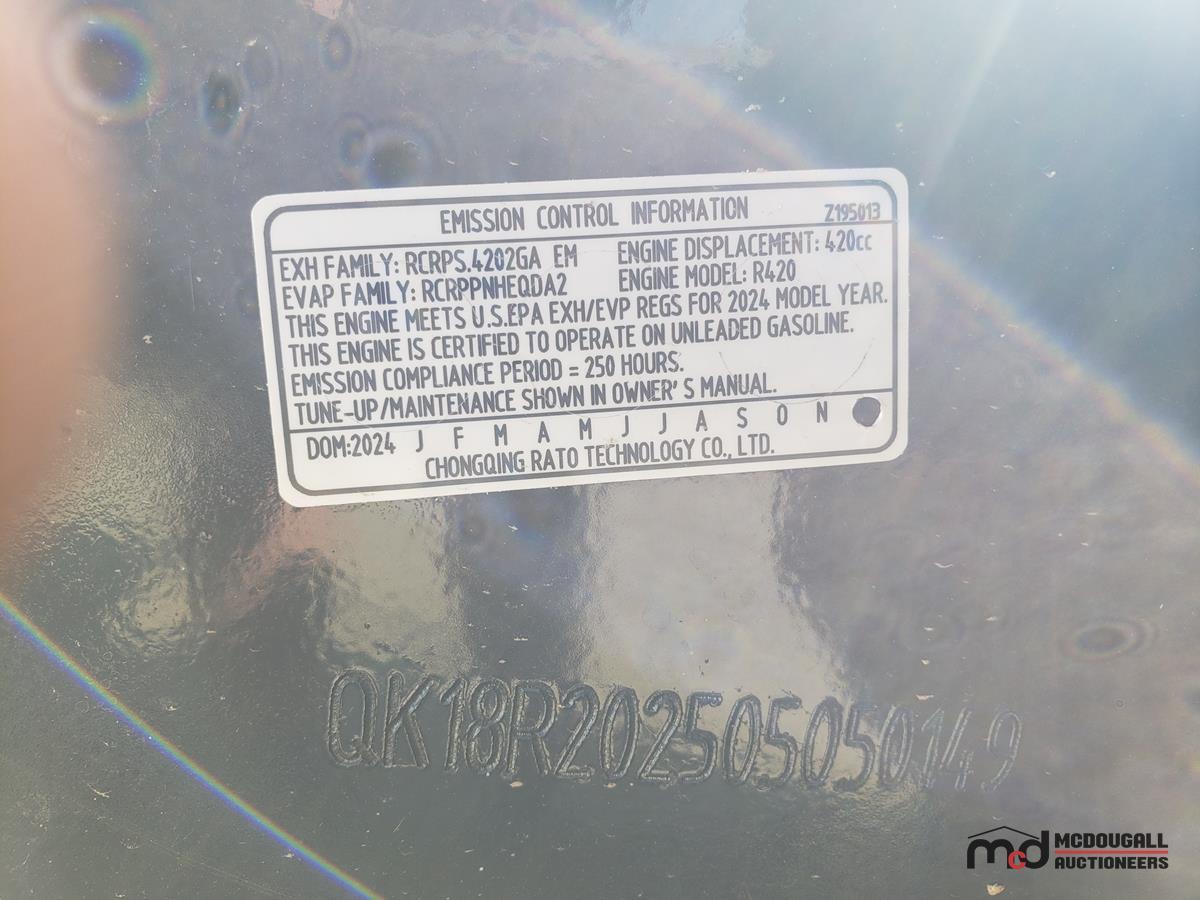 EMISSION CONTROL INFORMATION Z195013
EXH FAMILY: RCRPS.4202GA EM ENGINE DISPLACEMENT: 420cc
EVAP FAMILY: RCRPPNHEQDA2 ENGINE MODEL: R420
THIS ENGINE MEETS U.S.EPA EXH/EVP REGS FOR 2024 MODEL YEAR.
THIS ENGINE IS CERTIFIED TO OPERATE ON UNLEADED GASOLINE.
EMISSION COMPLIANCE PERIOD = 250 HOURS.
TUNE-UP/MAINTENANCE SHOWN IN OWNER'S MANUAL.
DOM:2024 J F M A M J J A S O N
CHONGQING RATO TECHNOLOGY CO., LTD.
QK18R202505050149
mcd MCDOUGALL
AUCTIONEERS